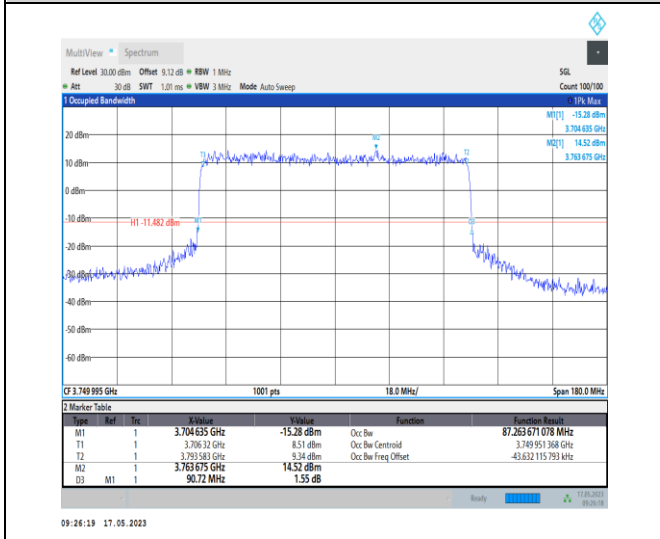 MultiView Spectrum
Ref Level 30.00 dBm Offset 9.12 dB RBW 1 MHz SGL
Att 30 dB SWT 1.01 ms VBW 3 MHz Mode Auto Sweep Count 100/100
1 Occupied Bandwidth 1Pk Max
M1[1] -15.28 dBm
3.704 635 GHz
M2[1] 14.52 dBm
3.763 675 GHz
20 dBm
M2
T1
T2
10 dBm
0 dBm
-10 dBm
H1 -11.482 dBm
M1
-20 dBm
-30 dBm
-40 dBm
-50 dBm
-60 dBm
CF 3.749 995 GHz 1001 pts 18.0 MHz/ Span 180.0 MHz
2 Marker Table
Type Ref Trc X-Value Y-Value Function Function Result
M1 1 3.704 635 GHz -15.28 dBm Occ Bw 87.263 671 078 MHz
T1 1 3.706 32 GHz 8.51 dBm Occ Bw Centroid 3.749 951 368 GHz
T2 1 3.793 583 GHz 9.34 dBm Occ Bw Freq Offset -43.632 115 793 kHz
M2 1 3.763 675 GHz 14.52 dBm
D3 M1 1 90.72 MHz 1.55 dB
Ready 17.05.2023
09:26:18
09:26:19 17.05.2023